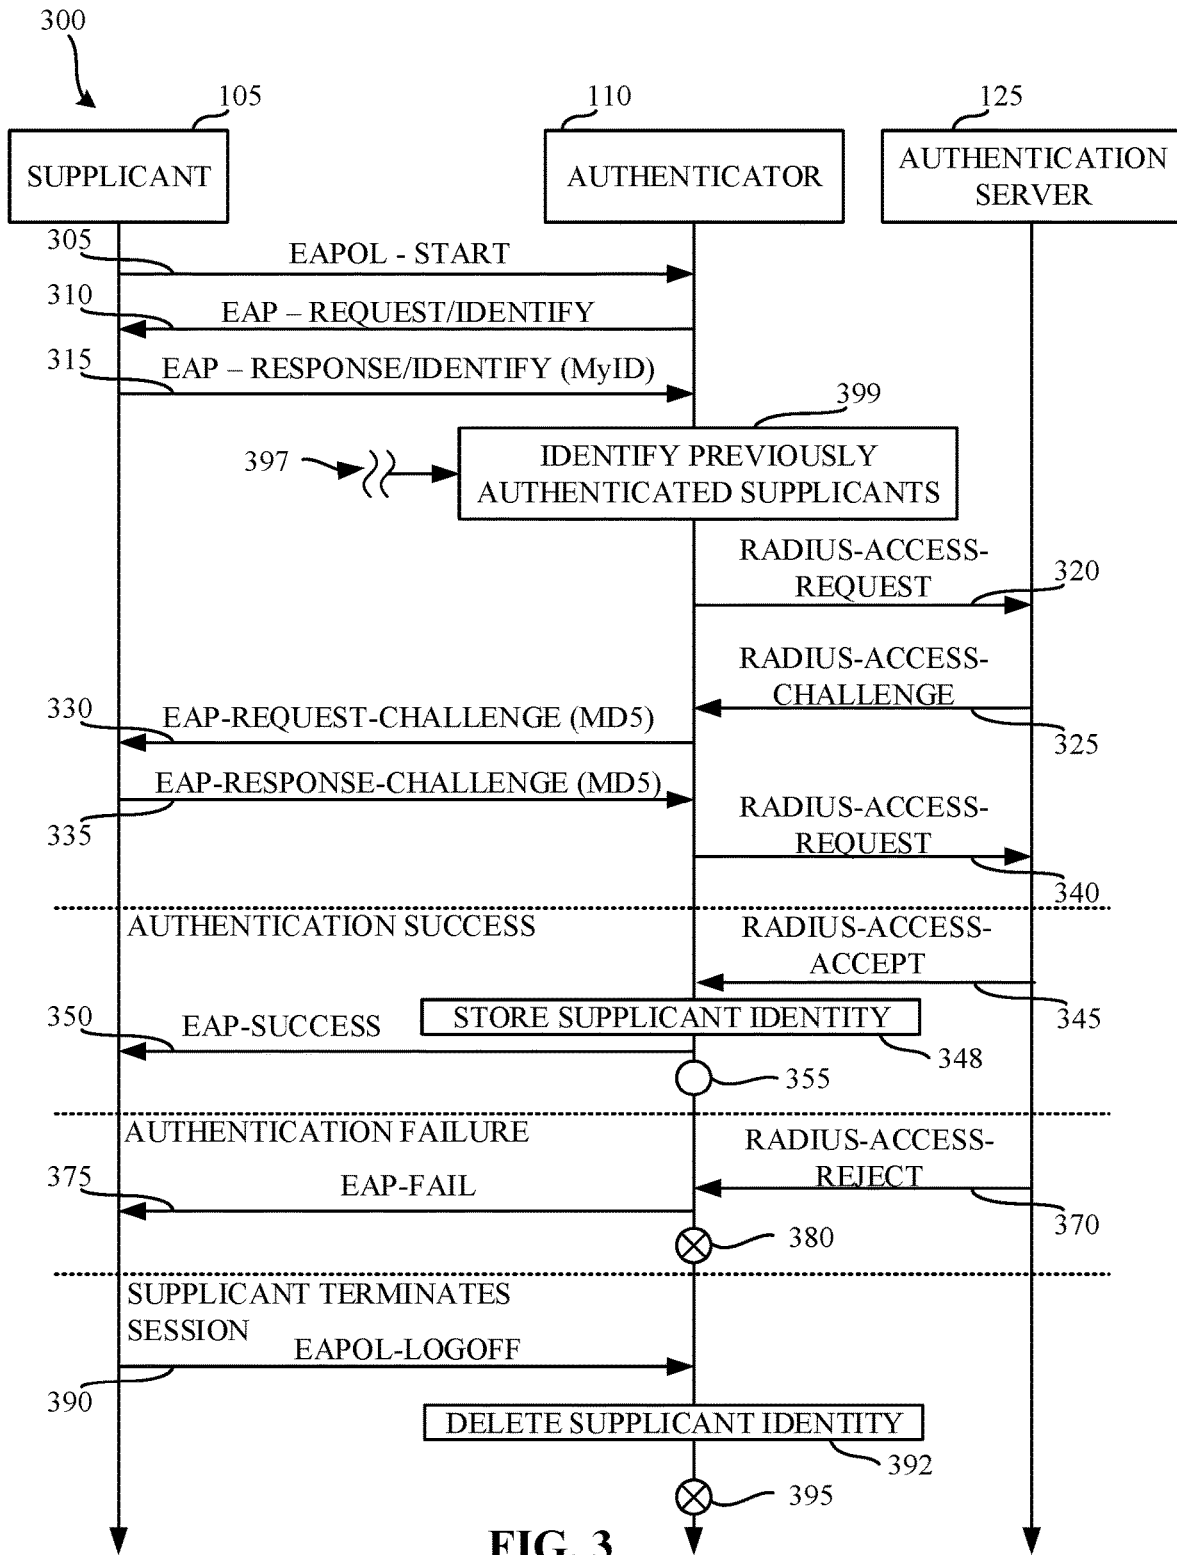 300
105
110
125
SUPPLICANT
AUTHENTICATOR
AUTHENTICATION
SERVER
305
EAPOL - START
310
EAP – REQUEST/IDENTIFY
315
EAP – RESPONSE/IDENTIFY (MyID)
399
397
IDENTIFY PREVIOUSLY
AUTHENTICATED SUPPLICANTS
RADIUS-ACCESS-
REQUEST
320
RADIUS-ACCESS-
CHALLENGE
325
330
EAP-REQUEST-CHALLENGE (MD5)
EAP-RESPONSE-CHALLENGE (MD5)
335
RADIUS-ACCESS-
REQUEST
340
AUTHENTICATION SUCCESS
RADIUS-ACCESS-
ACCEPT
345
STORE SUPPLICANT IDENTITY
348
350
EAP-SUCCESS
355
AUTHENTICATION FAILURE
RADIUS-ACCESS-
REJECT
370
375
EAP-FAIL
380
SUPPLICANT TERMINATES
SESSION
EAPOL-LOGOFF
390
DELETE SUPPLICANT IDENTITY
392
395
FIG. 3